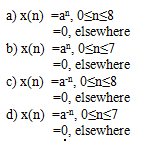 a) x(n) =aⁿ, 0≤n≤8
=0, elsewhere
b) x(n) =aⁿ, 0≤n≤7
=0, elsewhere
c) x(n) =a⁻ⁿ, 0≤n≤8
=0, elsewhere
d) x(n) =a⁻ⁿ, 0≤n≤7
=0, elsewhere